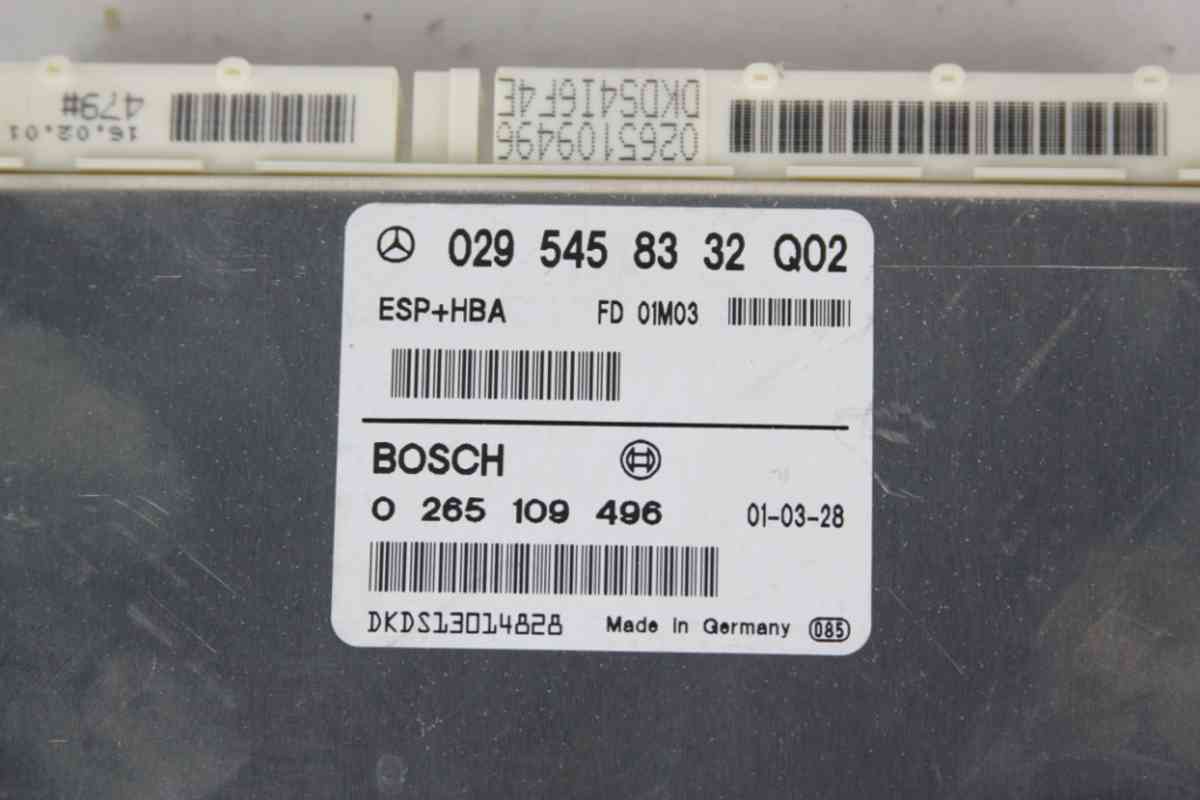 479#
16.02.01
DKDS4I6F4E
0265109496
029 545 83 32 Q02
ESP+HBA FD 01M03
BOSCH
0 265 109 496 01-03-28
DKDS13014828 Made in Germany 085